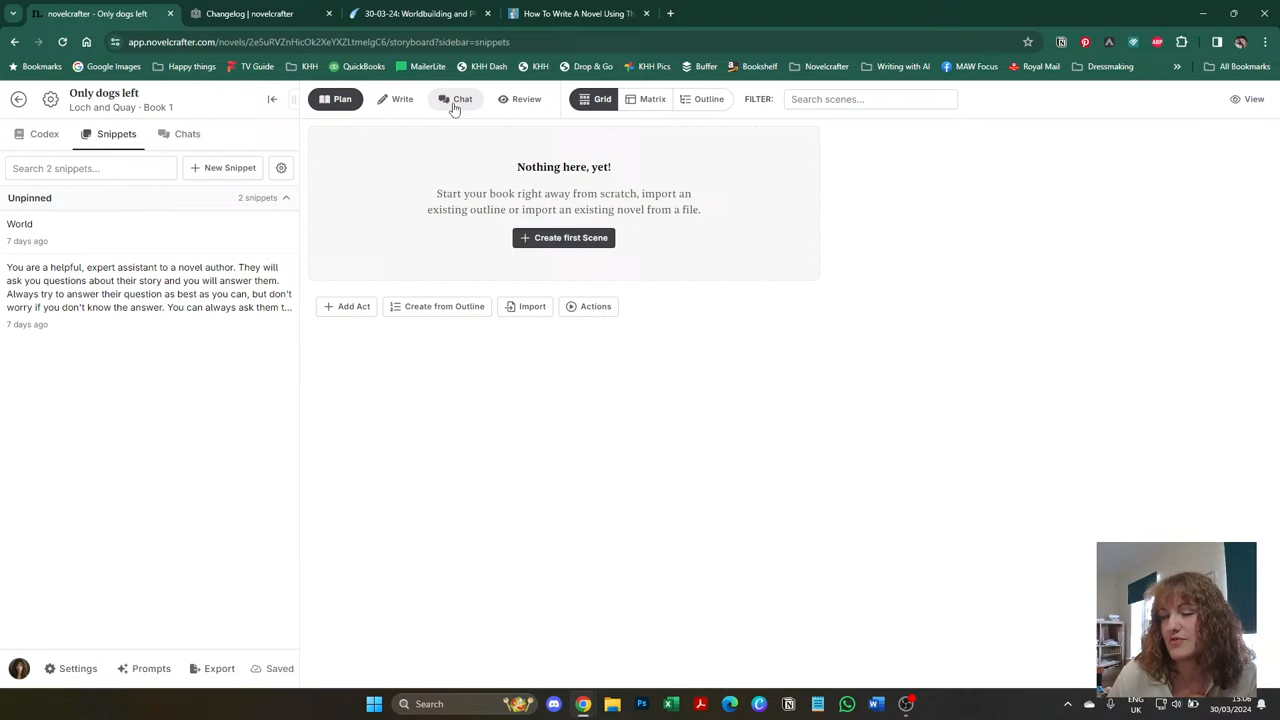 novelcrafter - Only dogs left
Changelog | novelcrafter
30-03-24: Worldbuilding and P
How To Write A Novel Using Th
app.novelcrafter.com/novels/2e5uRVZnHicOk2XeYXZLtmelgC6/storyboard?sidebar=snippets
Bookmarks
Google Images
Happy things
TV Guide
KHH
QuickBooks
MailerLite
KHH Dash
KHH
Drop & Go
KHH Pics
Buffer
Bookshelf
Novelcrafter
Writing with AI
MAW Focus
Royal Mail
Dressmaking
»
All Bookmarks
Only dogs left
Loch and Quay · Book 1
Plan
Write
Chat
Review
Grid
Matrix
Outline
FILTER:
Search scenes...
View
Codex
Snippets
Chats
Search 2 snippets...
+ New Snippet
Unpinned
2 snippets
World
7 days ago
You are a helpful, expert assistant to a novel author. They will
ask you questions about their story and you will answer them.
Always try to answer their question as best as you can, but don't
worry if you don't know the answer. You can always ask them t...
7 days ago
Nothing here, yet!
Start your book right away from scratch, import an
existing outline or import an existing novel from a file.
+ Create first Scene
+ Add Act
Create from Outline
Import
Actions
Settings
Prompts
Export
Saved
Search
ENG
UK
15:06
30/03/2024